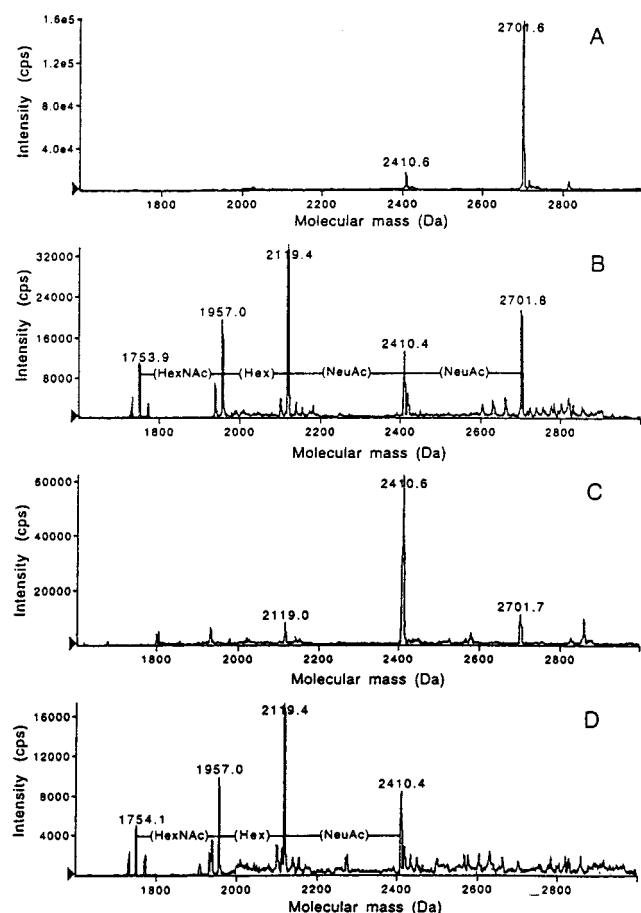 A
Intensity (cps)
1.6e5
1.2e5
8.0e4
4.0e4
2701.6
2410.6
1800 2000 2200 2400 2600 2800
Molecular mass (Da)
B
Intensity (cps)
32000
24000
16000
8000
2119.4
1957.0
2701.8
2410.4
1753.9
(HexNAc) (Hex) (NeuAc) (NeuAc)
1800 2000 2200 2400 2600 2800
Molecular mass (Da)
C
Intensity (cps)
60000
40000
20000
2410.6
2119.0
2701.7
1600 1800 2000 2200 2400 2600 2800
Molecular mass (Da)
D
Intensity (cps)
16000
12000
8000
4000
2119.4
1957.0
2410.4
1754.1
(HexNAc) (Hex) (NeuAc)
1800 2000 2200 2400 2600 2800
Molecular mass (Da)